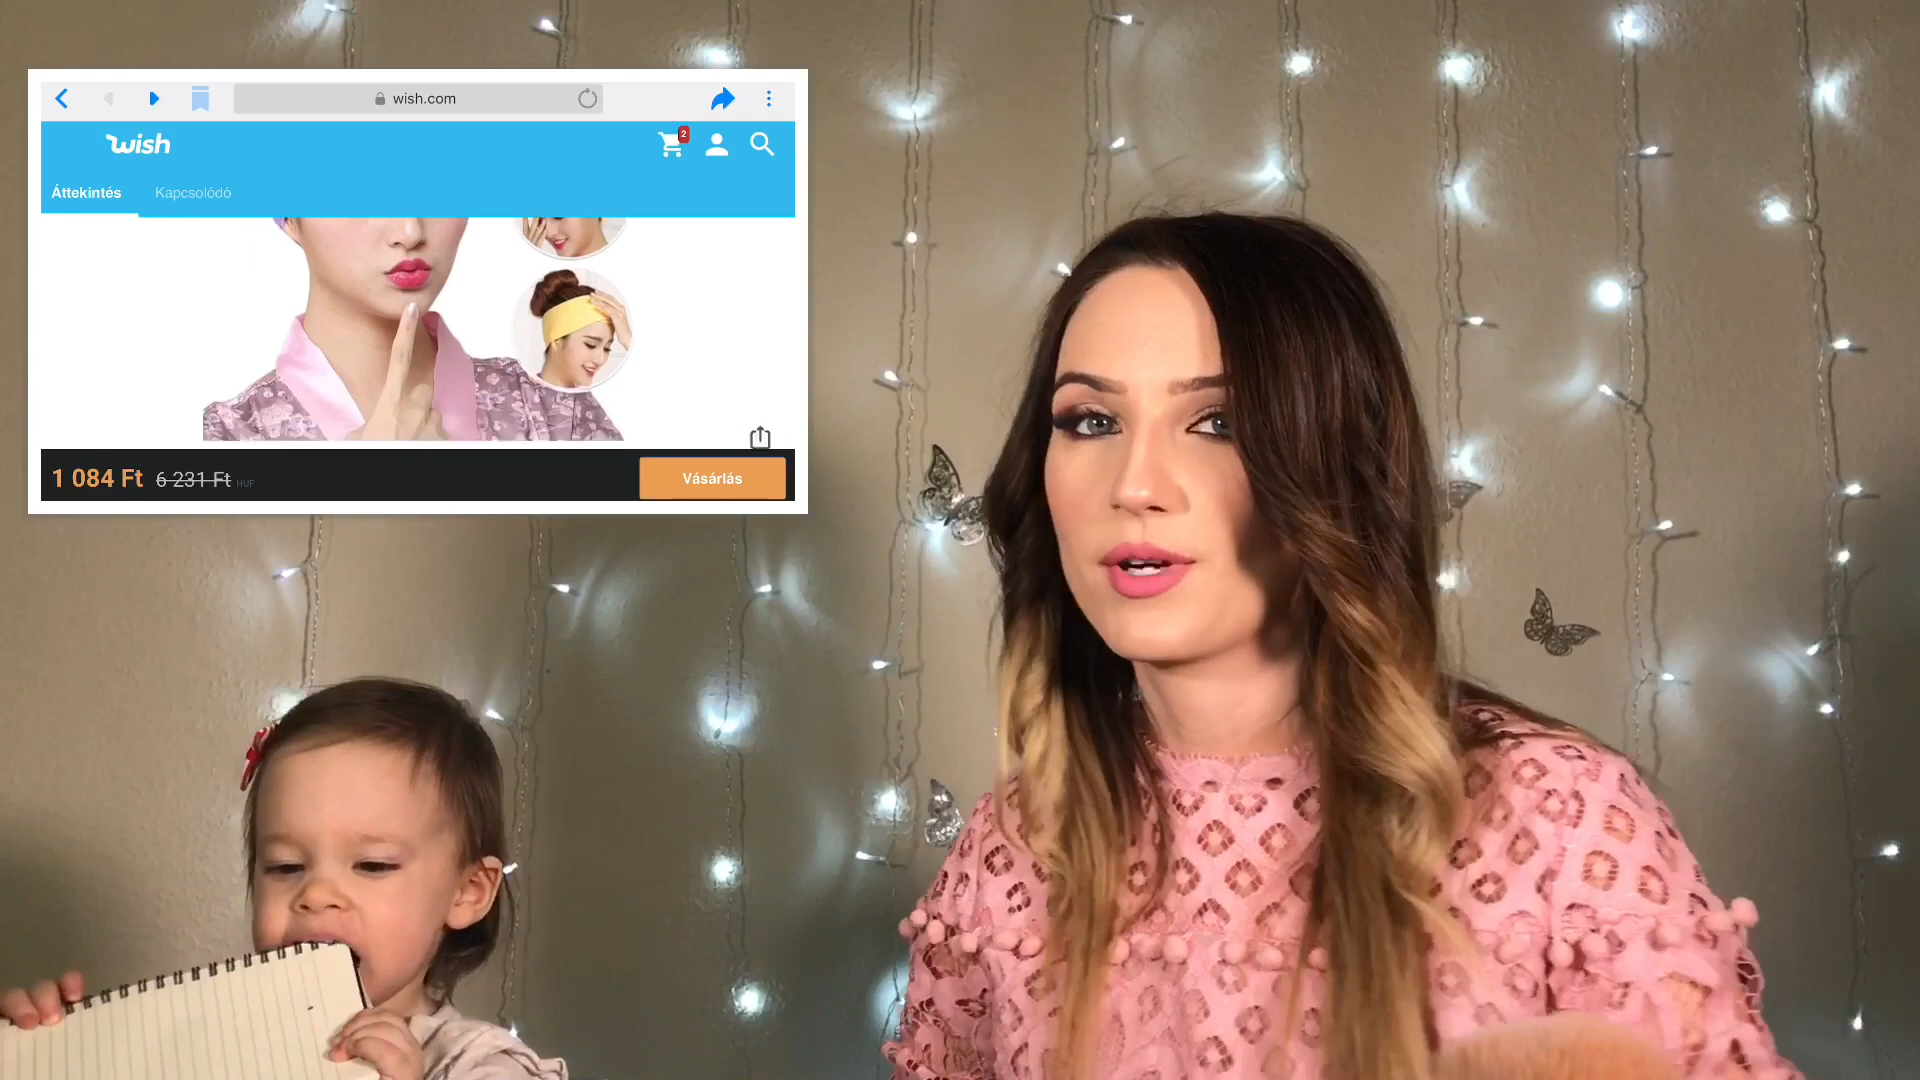 wish.com
wish
2
Áttekintés
Kapcsolódó
1 084 Ft 6 231 Ft HUF
Vásárlás